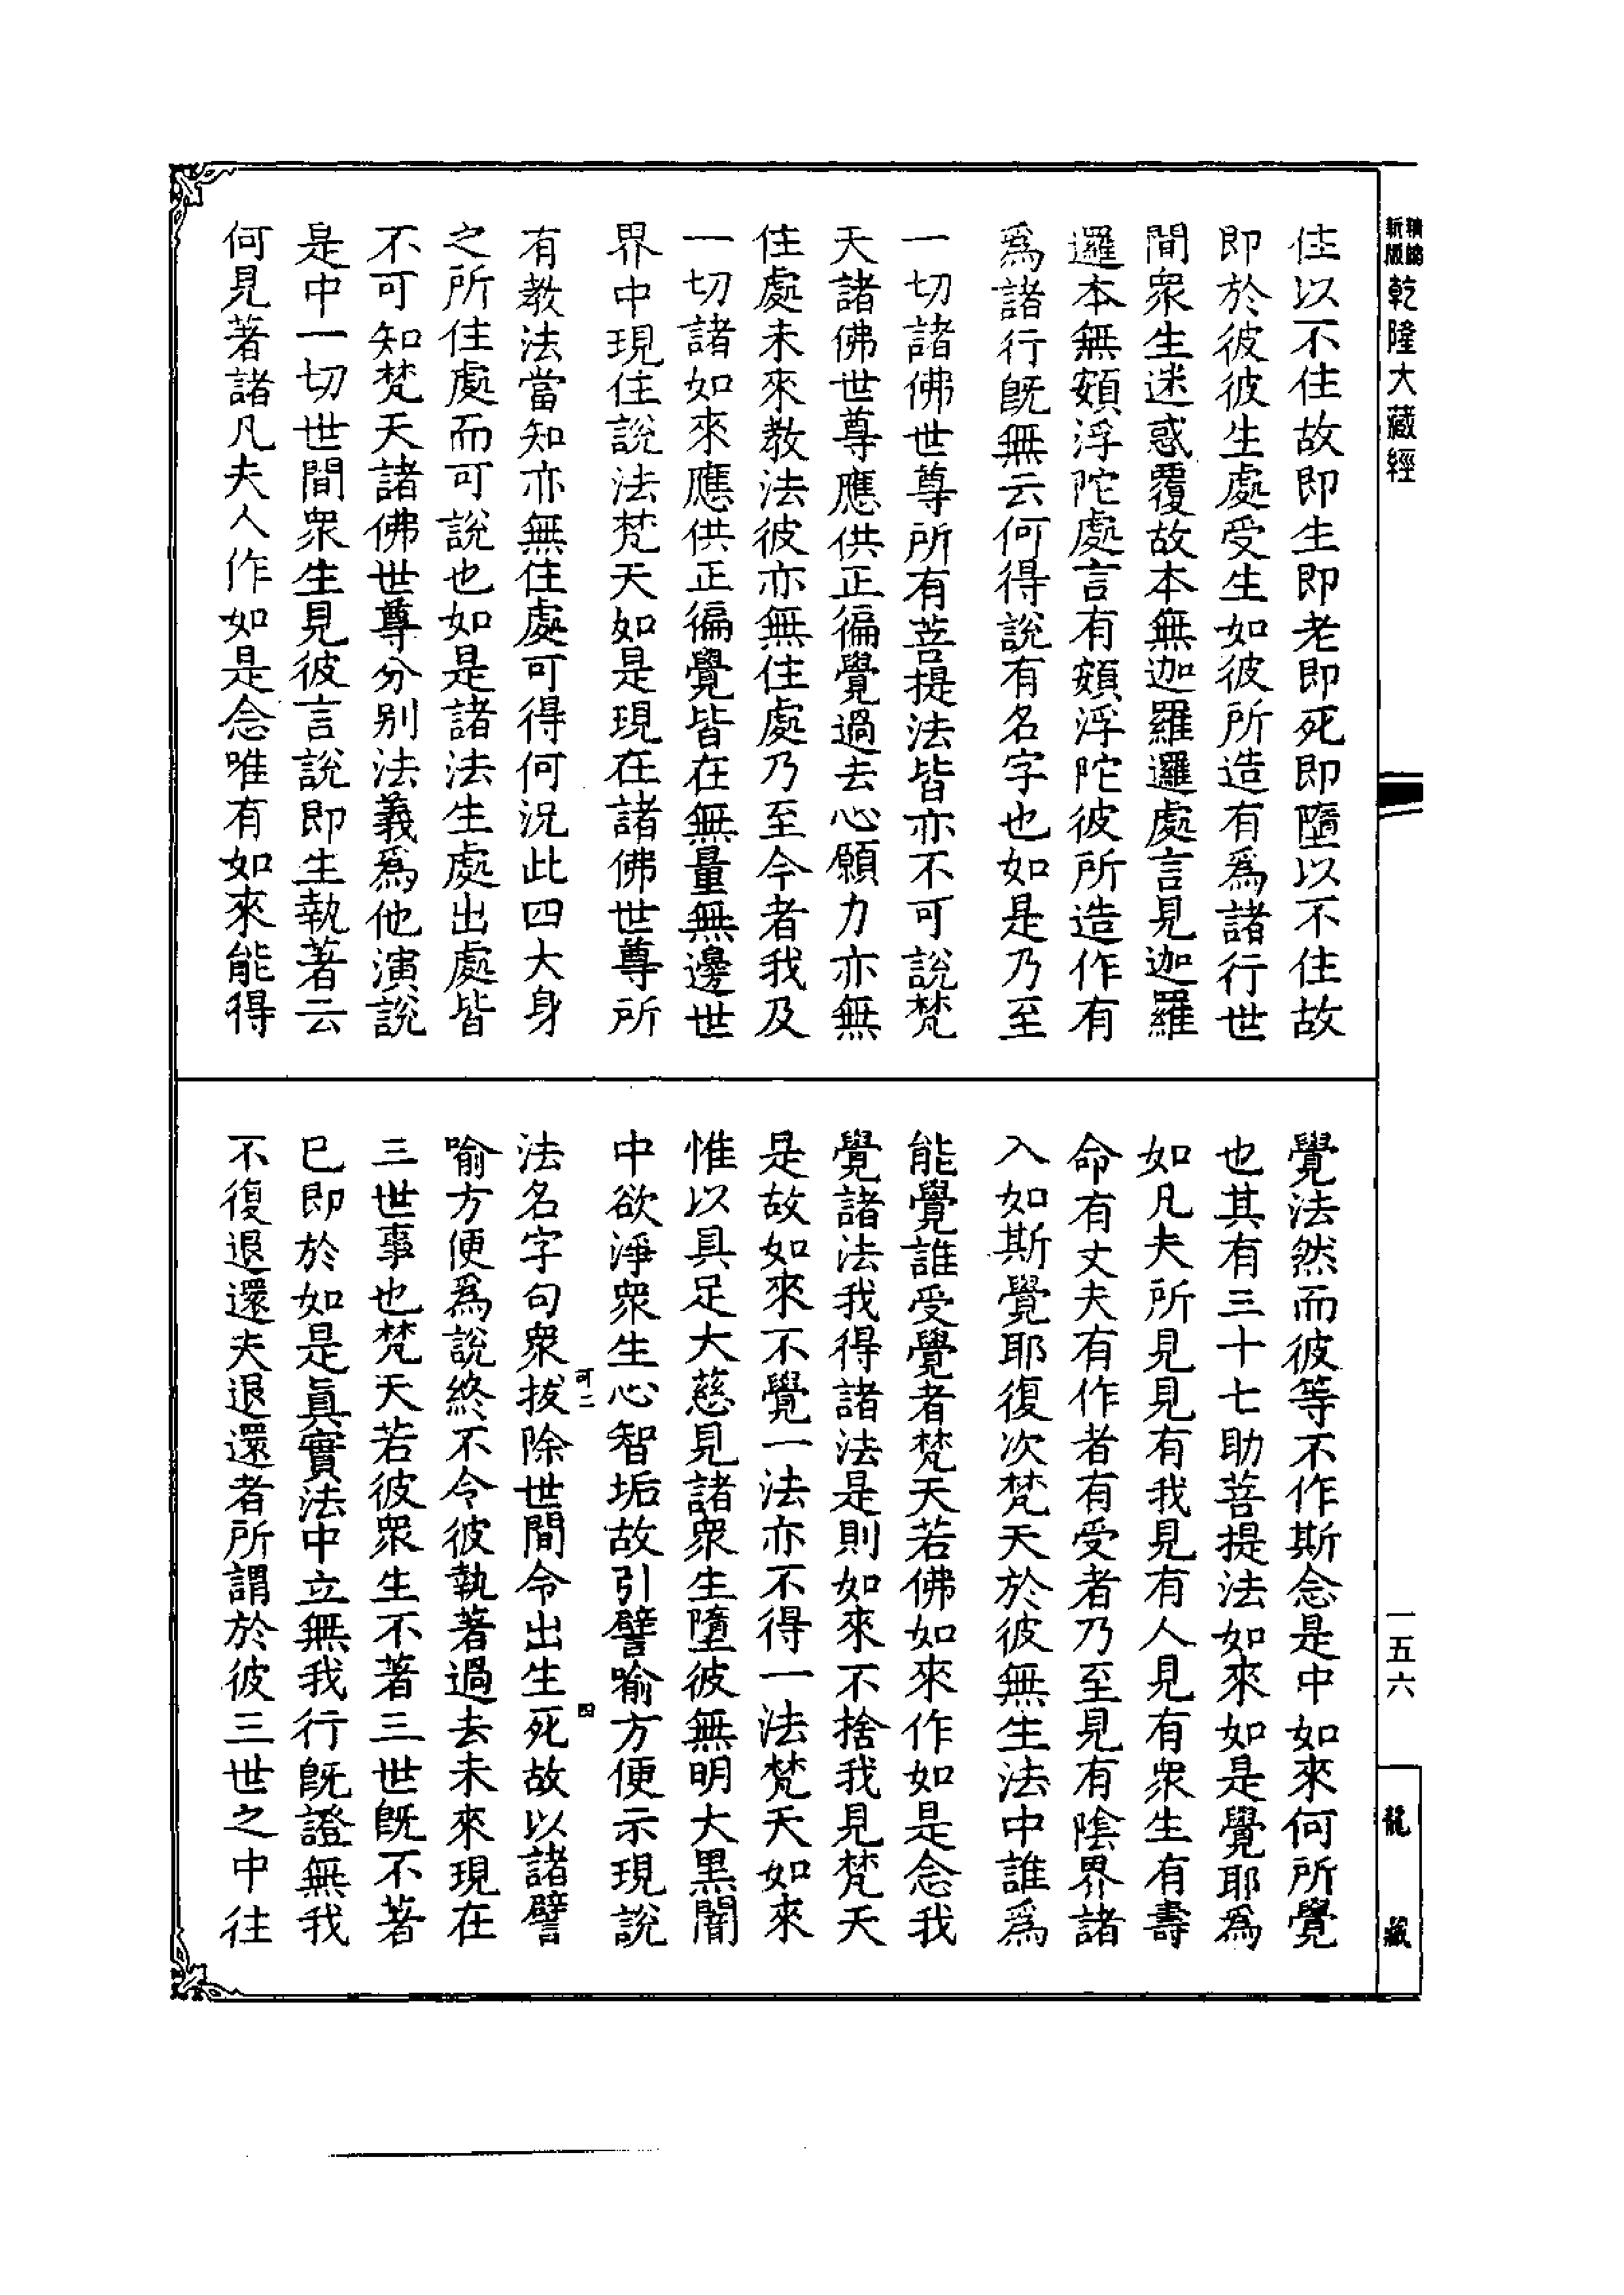 精編
新版
乾隆大藏經
一五六
龍藏
住以不住故即生即老即死即墮以不住故
即於彼彼生處受生如彼所造有爲諸行世
間衆生迷惑覆故本無迦羅邏處言見迦羅
邏本無頞浮陀處言有頞浮陀彼所造作有
爲諸行旣無云何得說有名字也如是乃至
一切諸佛世尊所有菩提法皆亦不可說梵
天諸佛世尊應供正徧覺過去心願力亦無
住處未來教法彼亦無住處乃至今者我及
一切諸如來應供正徧覺皆在無量無邊世
界中現住說法梵天如是現在諸佛世尊所
有教法當知亦無住處可得何況此四大身
之所住處而可說也如是諸法生處出處皆
不可知梵天諸佛世尊分別法義爲他演說
是中一切世間衆生見彼言說即生執著云
何見著諸凡夫人作如是念唯有如來能得
覺法然而彼等不作斯念是中如來何所覺
也其有三十七助菩提法如來如是覺耶爲
如凡夫所見見有我見有人見有衆生有壽
命有丈夫有作者有受者乃至見有陰界諸
入如斯覺耶復次梵天於彼無生法中誰爲
能覺誰受覺者梵天若佛如來作如是念我
覺諸法我得諸法是則如來不捨我見梵天
是故如來不覺一法亦不得一法梵天如來
惟以具足大慈見諸衆生墮彼無明大黑闇
中欲淨衆生心智垢故引譬喻方便示現說
法名字句衆拔除世間令出生死故以諸譬
喻方便爲說終不令彼執著過去未來現在
三世事也梵天若彼衆生不著三世旣不著
已即於如是眞實法中立無我行旣證無我
不復退還夫退還者所謂於彼三世之中往
可二
四